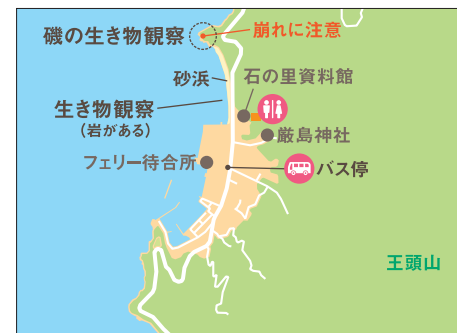 磯の生き物観察
崩れに注意
砂浜
石の里資料館
生き物観察
(岩がある)
厳島神社
フェリー待合所
バス停
王頭山